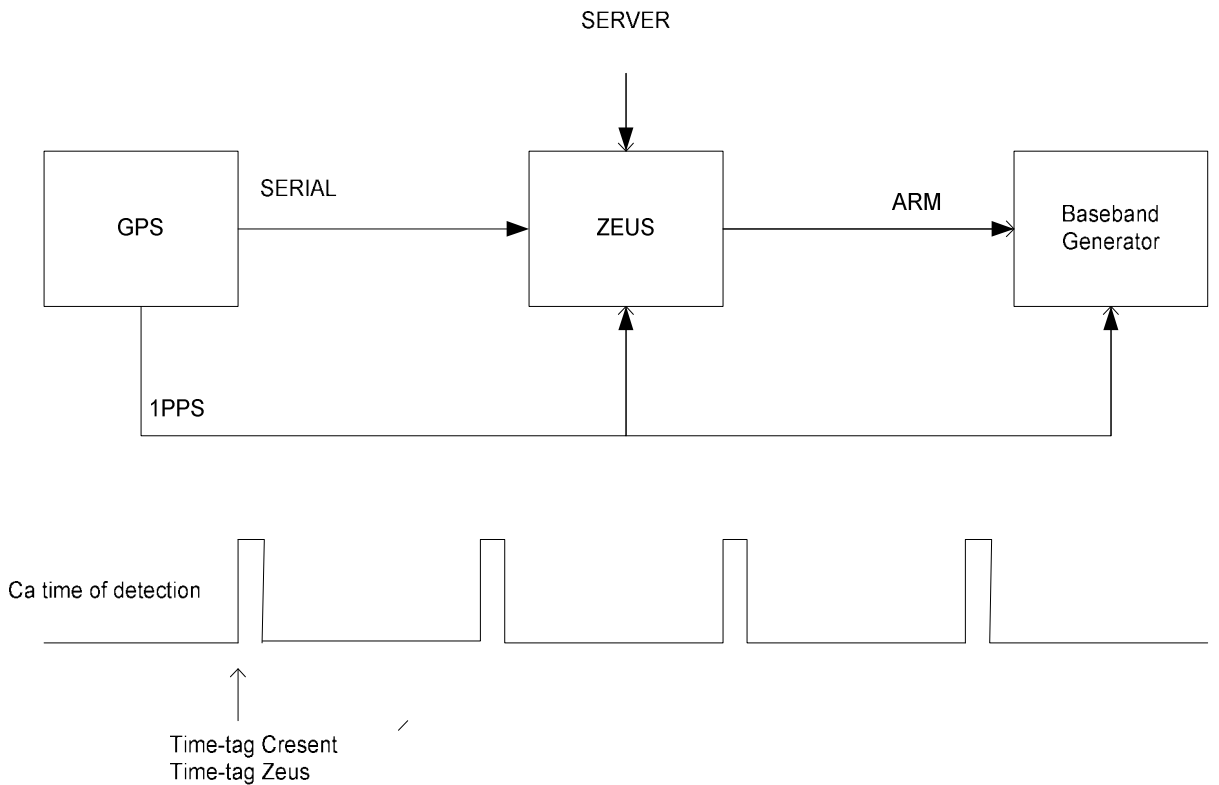 SERVER
SERIAL
ARM
GPS
ZEUS
Baseband
Generator
1PPS
Ca time of detection
Time-tag Cresent
Time-tag Zeus